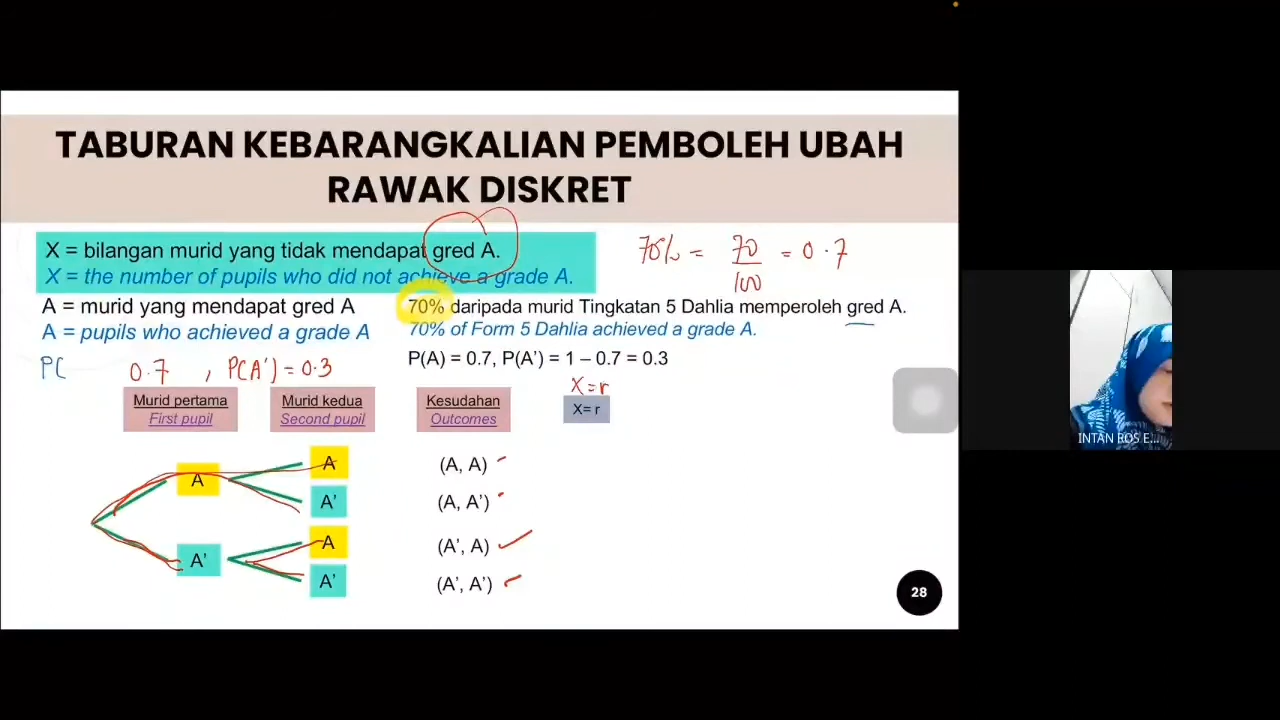 TABURAN KEBARANGKALIAN PEMBOLEH UBAH
RAWAK DISKRET
X = bilangan murid yang tidak mendapat gred A.
X = the number of pupils who did not achieve a grade A.
70% = 70/100 = 0.7
A = murid yang mendapat gred A
A = pupils who achieved a grade A
70% daripada murid Tingkatan 5 Dahlia memperoleh gred A.
70% of Form 5 Dahlia achieved a grade A.
P(A) = 0.7, P(A') = 1 – 0.7 = 0.3
P( 0.7 , P(A') = 0.3
X=r
Murid pertama
First pupil
Murid kedua
Second pupil
Kesudahan
Outcomes
X= r
A
A
A'
A'
A
A'
(A, A)
(A, A')
(A', A)
(A', A')
28
INTAN ROS E...